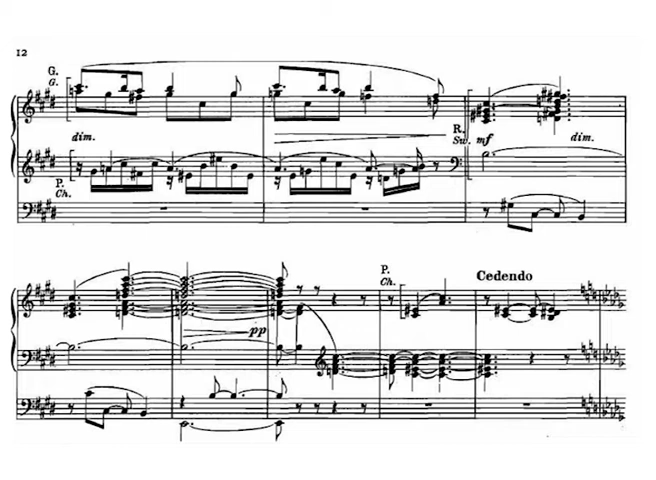 12
G.
G.
dim.
R.
Sw. mf
dim.
P.
Ch.
P.
Ch.
Cedendo
pp